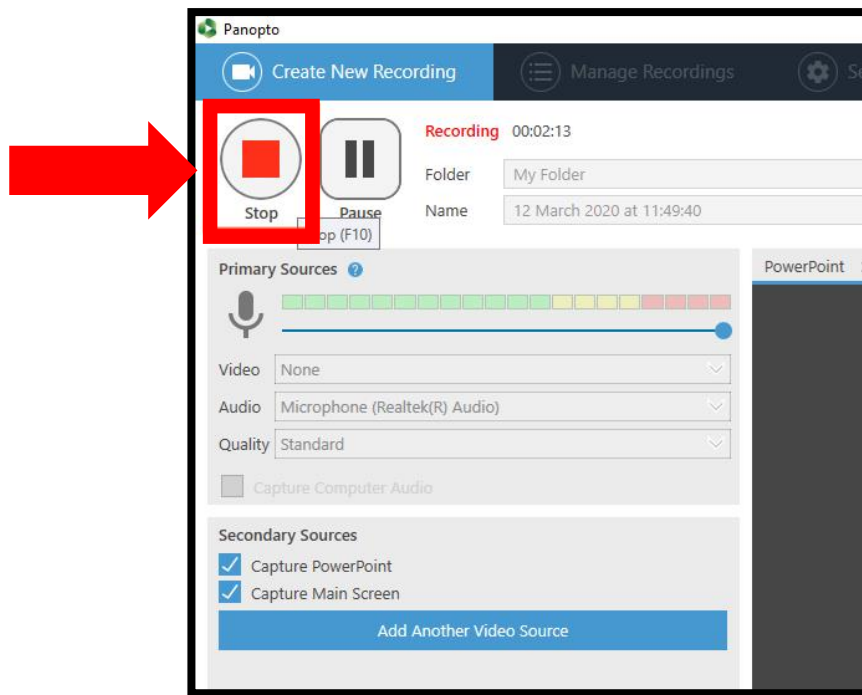 Panopto
Create New Recording
Manage Recordings
Recording 00:02:13
Folder My Folder
Stop Pause Name 12 March 2020 at 11:49:40
(F10)
Primary Sources ?
PowerPoint
Video None
Audio Microphone (Realtek(R) Audio)
Quality Standard
Capture Computer Audio
Secondary Sources
Capture PowerPoint
Capture Main Screen
Add Another Video Source